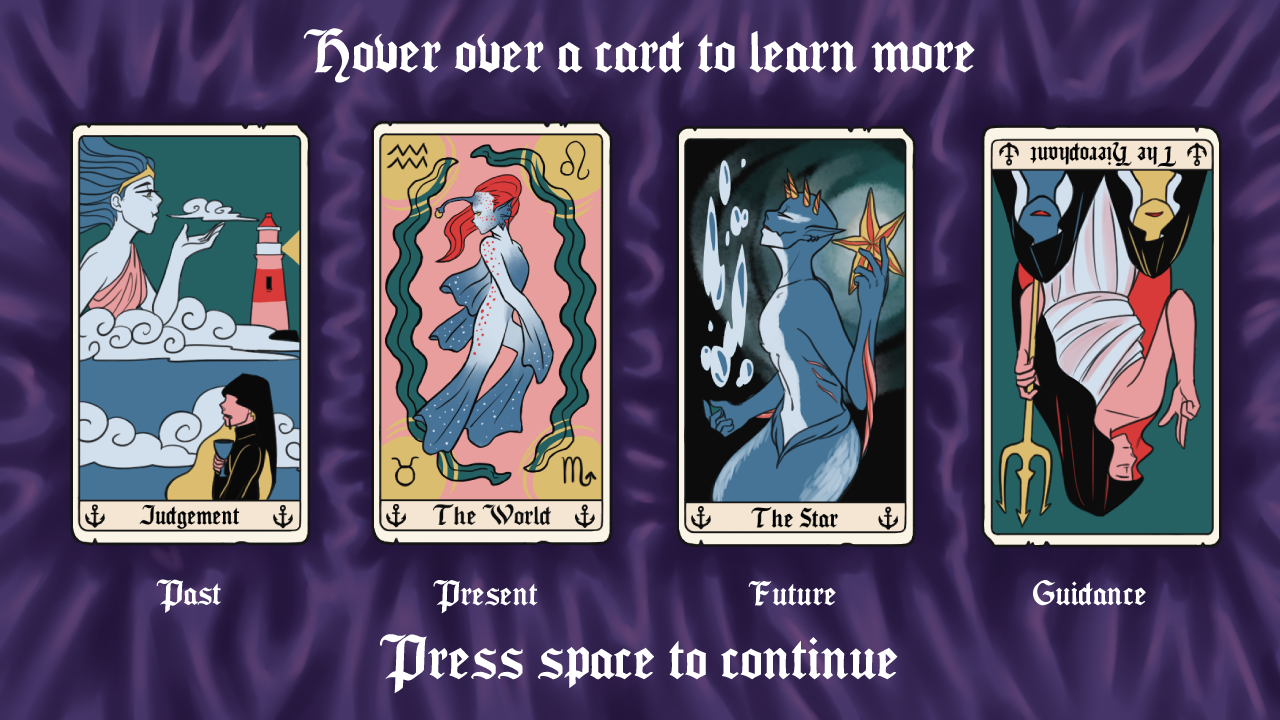 Hover over a card to learn more
The Hierophant
Judgement
The World
The Star
Past
Present
Future
Guidance
Press space to continue